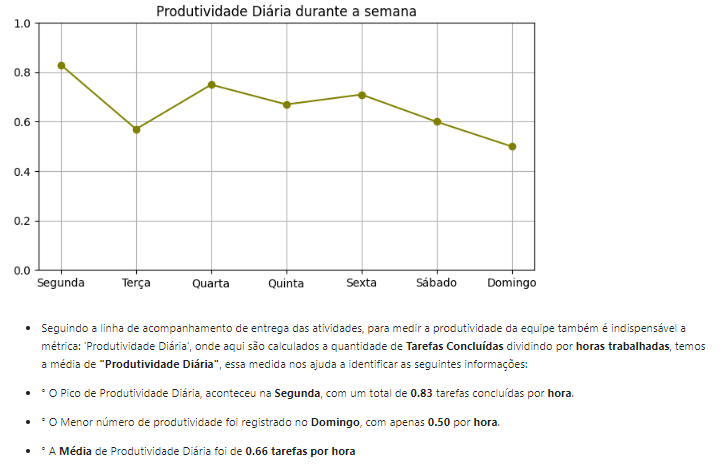 Produtividade Diária durante a semana
1.0
0.8
0.6
0.4
0.2
0.0
Segunda Terça Quarta Quinta Sexta Sábado Domingo
• Seguindo a linha de acompanhamento de entrega das atividades, para medir a produtividade da equipe também é indispensável a
métrica: 'Produtividade Diária', onde aqui são calculados a quantidade de Tarefas Concluídas dividindo por horas trabalhadas, temos
a média de "Produtividade Diária", essa medida nos ajuda a identificar as seguintes informações:
• ° O Pico de Produtividade Diária, aconteceu na Segunda, com um total de 0.83 tarefas concluídas por hora.
• ° O Menor número de produtividade foi registrado no Domingo, com apenas 0.50 por hora.
• ° A Média de Produtividade Diária foi de 0.66 tarefas por hora